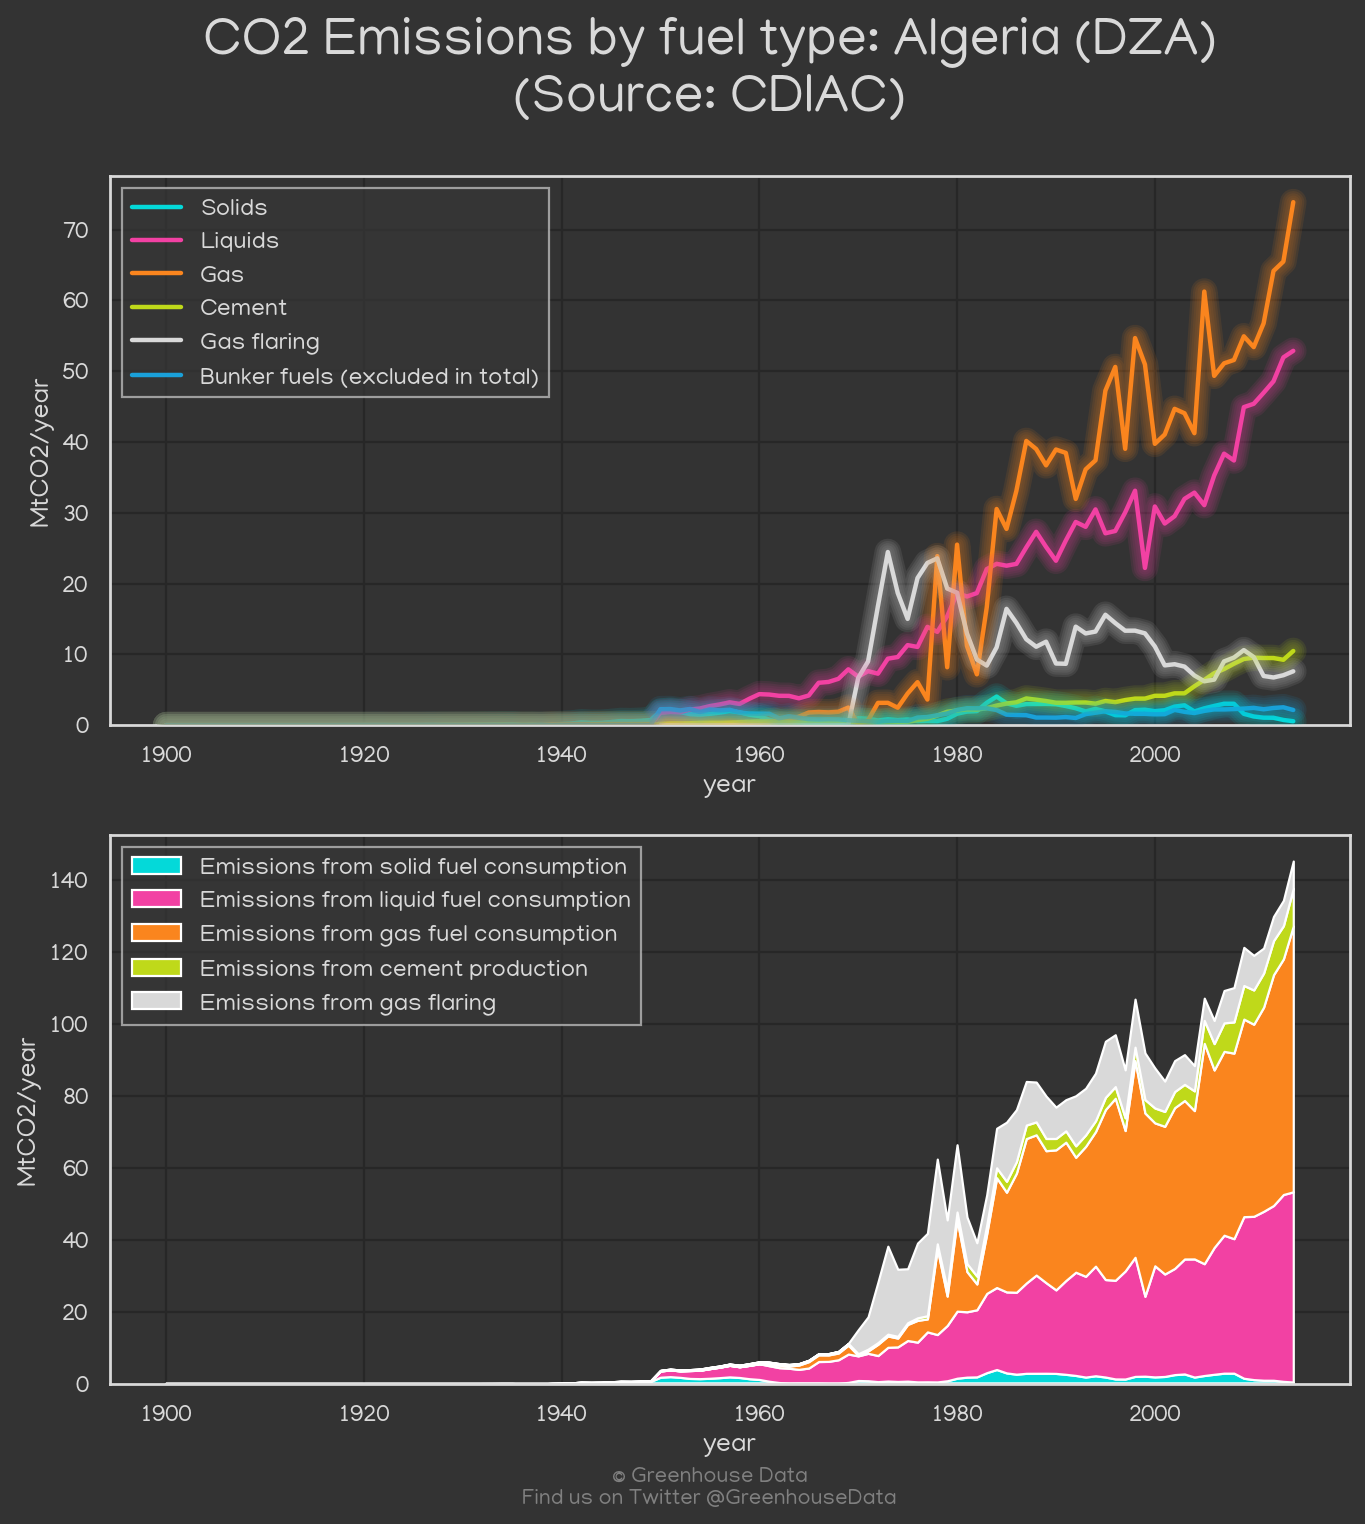 CO2 Emissions by fuel type: Algeria (DZA)
(Source: CDIAC)
Solids
Liquids
Gas
Cement
Gas flaring
Bunker fuels (excluded in total)
70
60
50
40
30
20
10
0
MtCO2/year
1900 1920 1940 1960 1980 2000
year
Emissions from solid fuel consumption
Emissions from liquid fuel consumption
Emissions from gas fuel consumption
Emissions from cement production
Emissions from gas flaring
140
120
100
80
60
40
20
0
MtCO2/year
1900 1920 1940 1960 1980 2000
year
© Greenhouse Data
Find us on Twitter @GreenhouseData